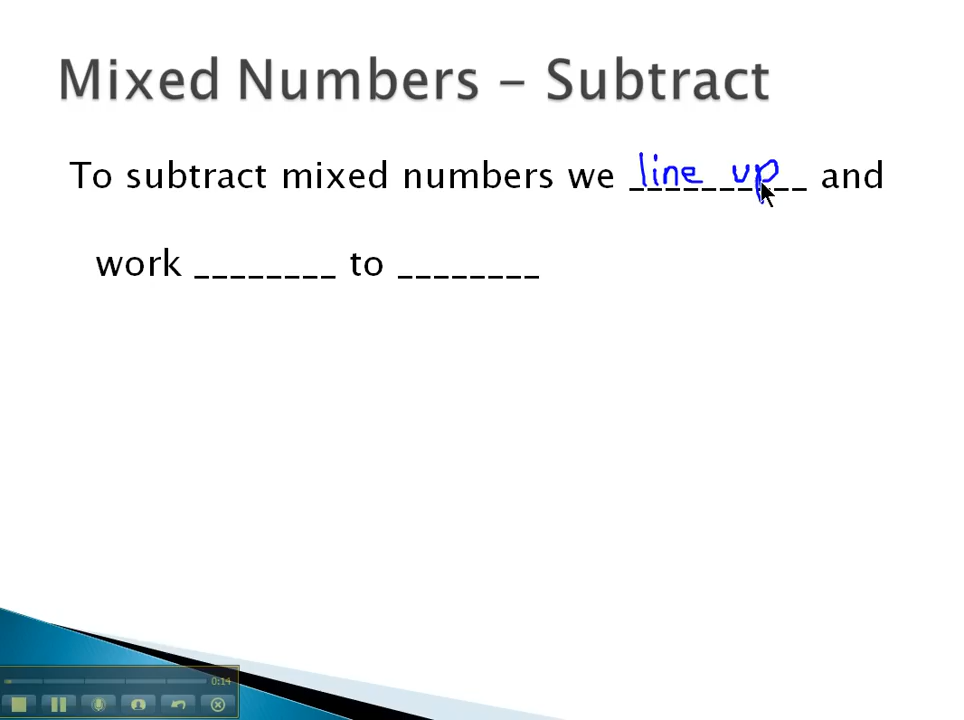 Mixed Numbers - Subtract
To subtract mixed numbers we line up and
work ________ to ________
0:14